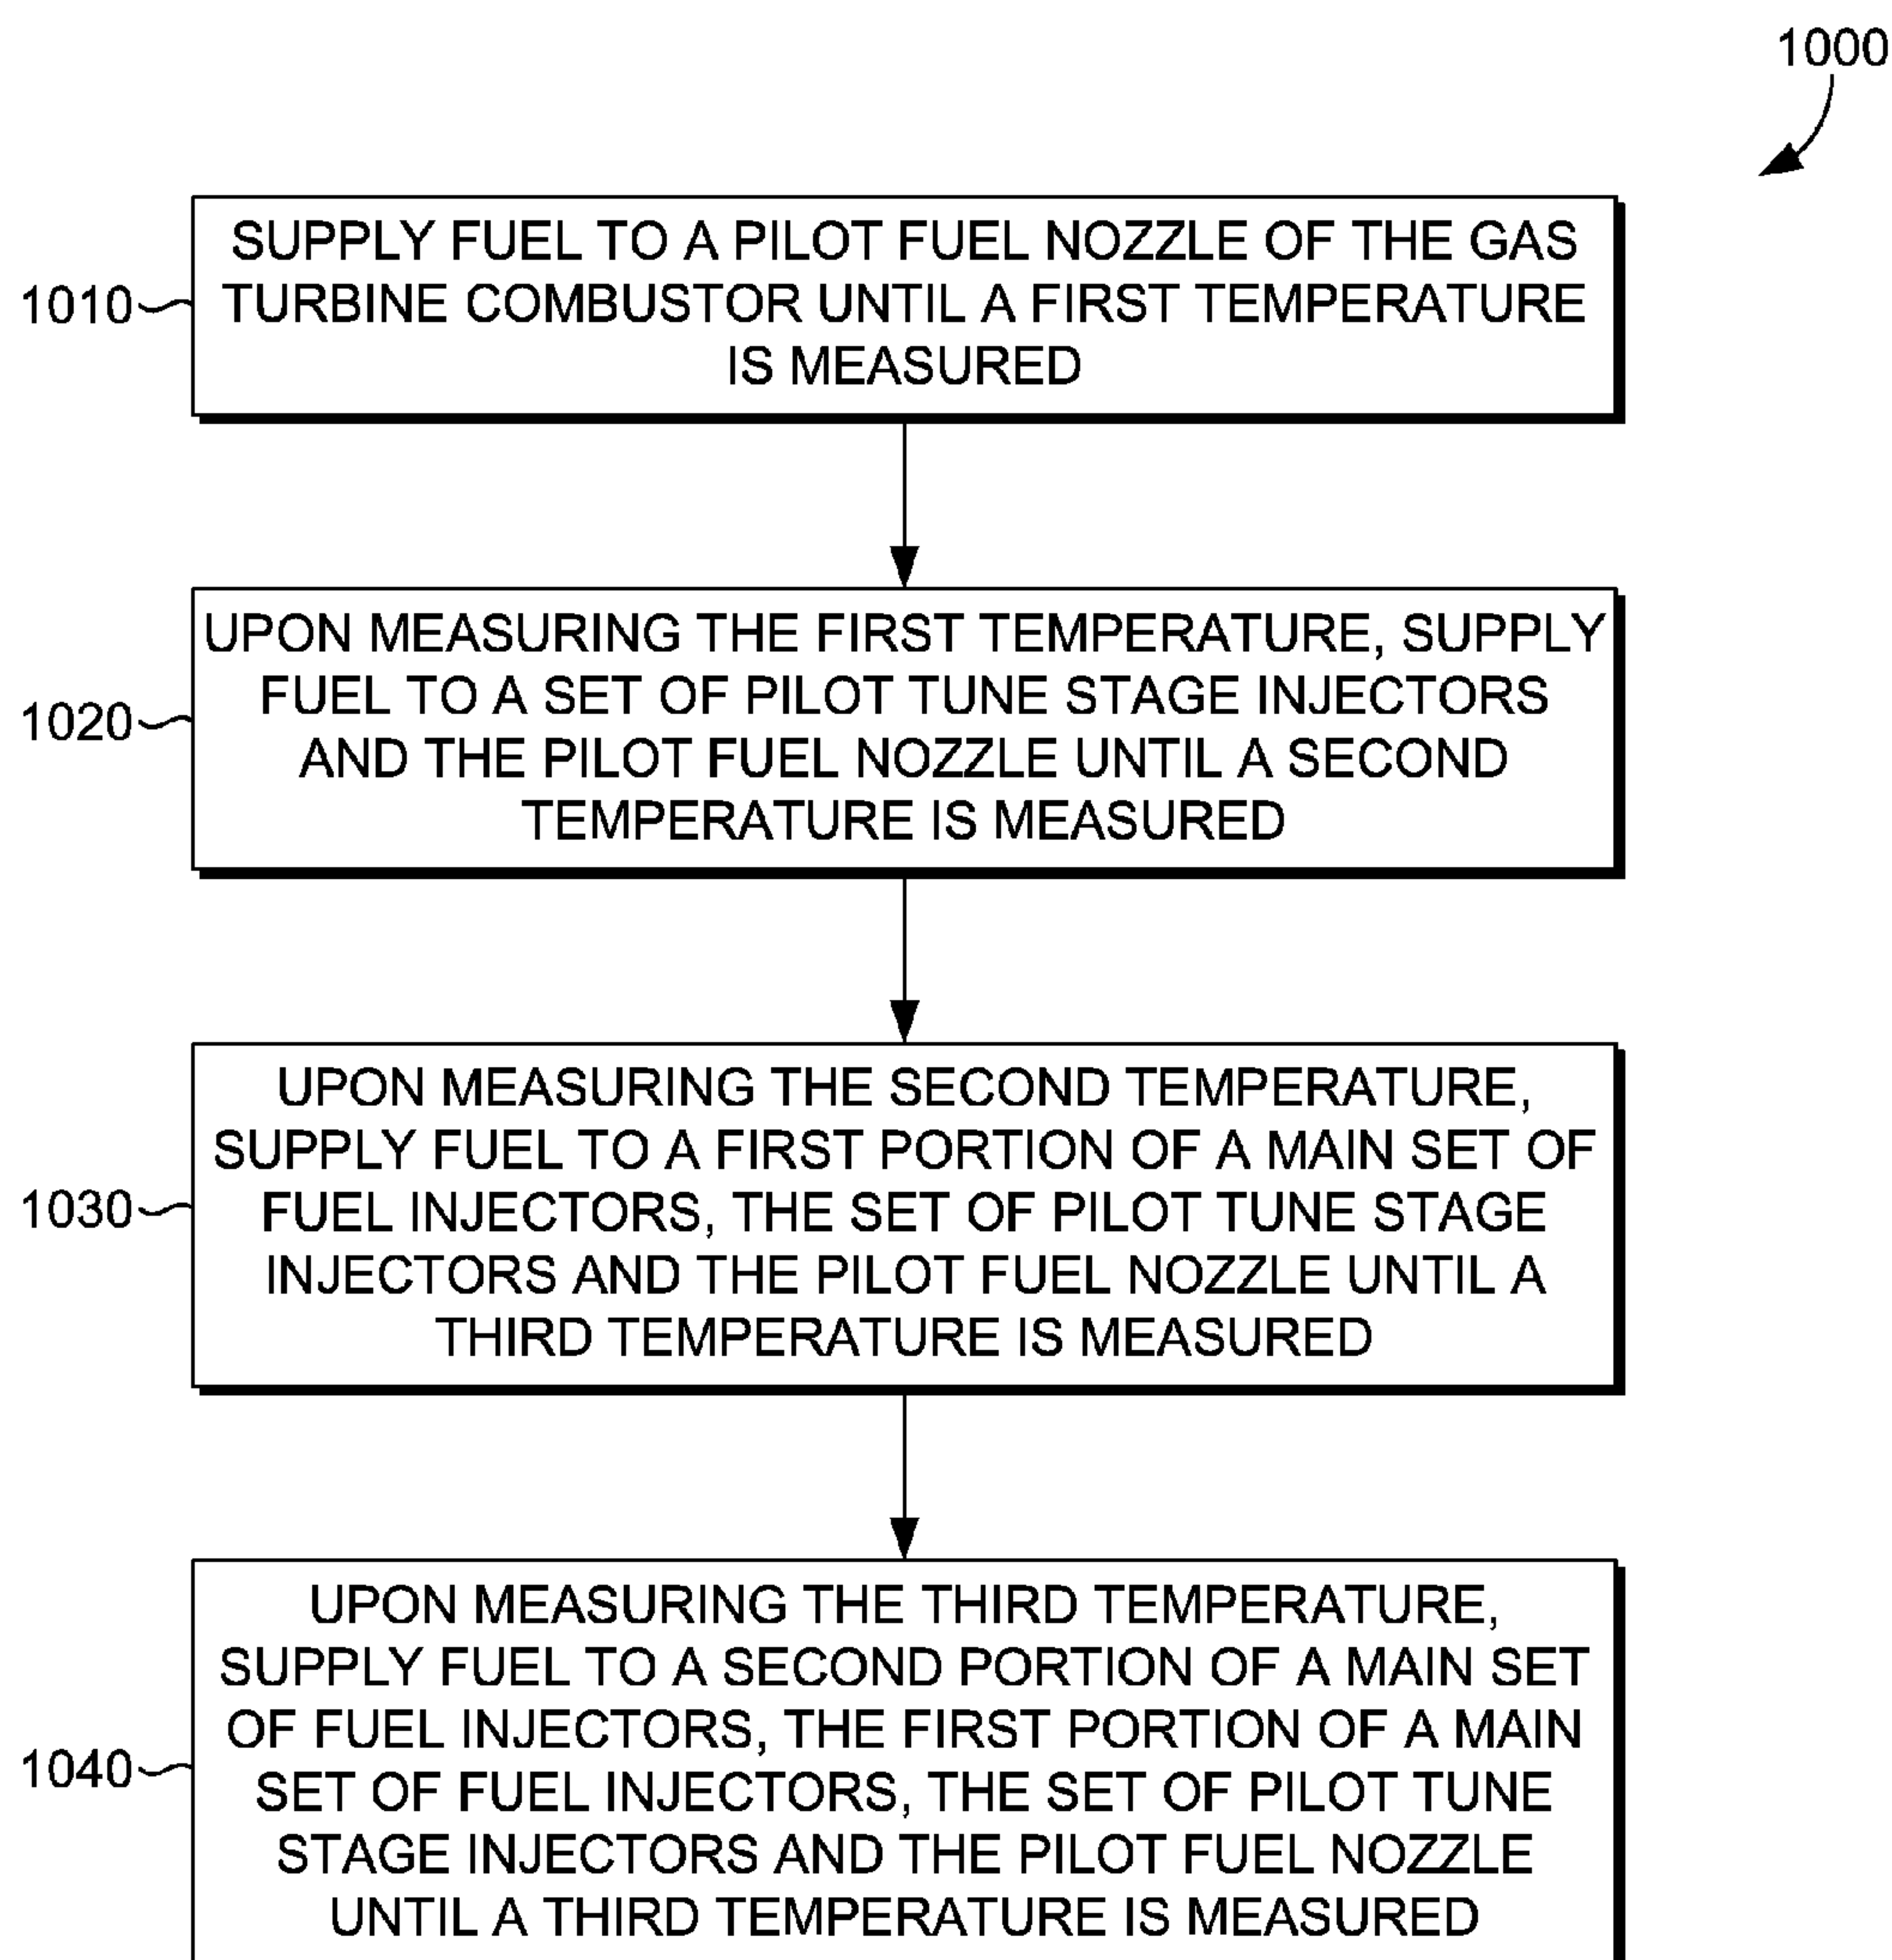 1000
SUPPLY FUEL TO A PILOT FUEL NOZZLE OF THE GAS
TURBINE COMBUSTOR UNTIL A FIRST TEMPERATURE
IS MEASURED
1010
UPON MEASURING THE FIRST TEMPERATURE, SUPPLY
FUEL TO A SET OF PILOT TUNE STAGE INJECTORS
AND THE PILOT FUEL NOZZLE UNTIL A SECOND
TEMPERATURE IS MEASURED
1020
UPON MEASURING THE SECOND TEMPERATURE,
SUPPLY FUEL TO A FIRST PORTION OF A MAIN SET OF
FUEL INJECTORS, THE SET OF PILOT TUNE STAGE
INJECTORS AND THE PILOT FUEL NOZZLE UNTIL A
THIRD TEMPERATURE IS MEASURED
1030
UPON MEASURING THE THIRD TEMPERATURE,
SUPPLY FUEL TO A SECOND PORTION OF A MAIN SET
OF FUEL INJECTORS, THE FIRST PORTION OF A MAIN
SET OF FUEL INJECTORS, THE SET OF PILOT TUNE
STAGE INJECTORS AND THE PILOT FUEL NOZZLE
UNTIL A THIRD TEMPERATURE IS MEASURED
1040